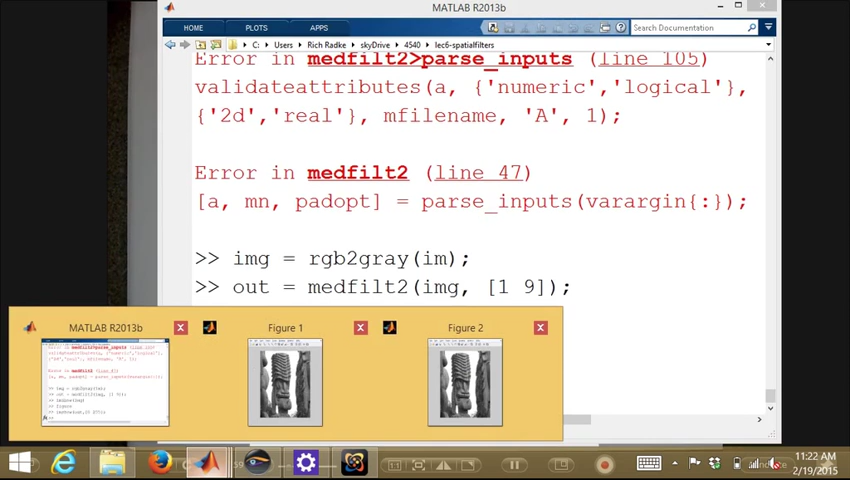 MATLAB R2013b
HOME PLOTS APPS
Search Documentation
C: Users Rich Radke skyDrive 4540 lec6-spatialfilters
Error in medfilt2>parse_inputs (line 105)
validateattributes(a, {'numeric','logical'},
{'2d','real'}, mfilename, 'A', 1);
Error in medfilt2 (line 47)
[a, mn, padopt] = parse_inputs(varargin{:});
>> img = rgb2gray(im);
>> out = medfilt2(img, [1 9]);
MATLAB R2013b
Figure 1
Figure 2
11:22 AM
2/19/2015